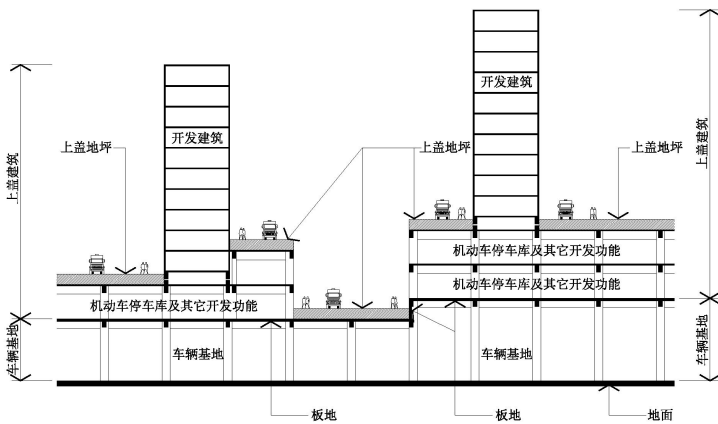 开发建筑
开发建筑
上盖建筑
上盖地坪
上盖地坪
上盖地坪
上盖建筑
机动车停车库及其它开发功能
机动车停车库及其它开发功能
机动车停车库及其它开发功能
车辆基地
车辆基地
车辆基地
车辆基地
板地
板地
地面